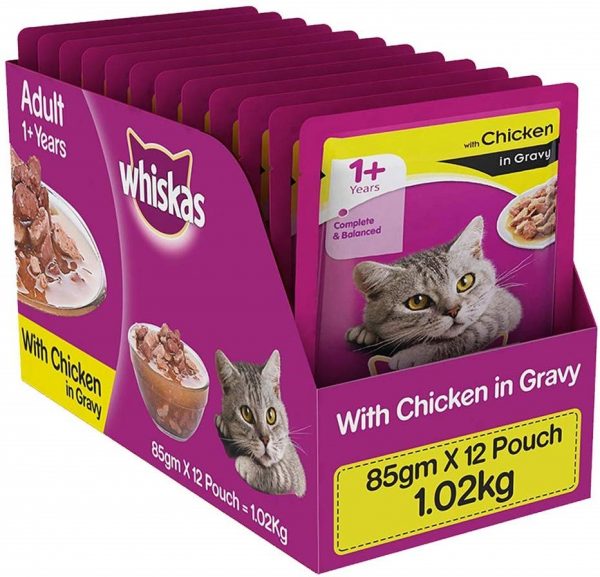 Adult
1+ Years
whiskas
With Chicken
in Gravy
85gm X 12 Pouch = 1.02Kg
with Chicken
in Gravy
1+
Years
Complete
& Balanced
With Chicken in Gravy
85gm X 12 Pouch
1.02kg